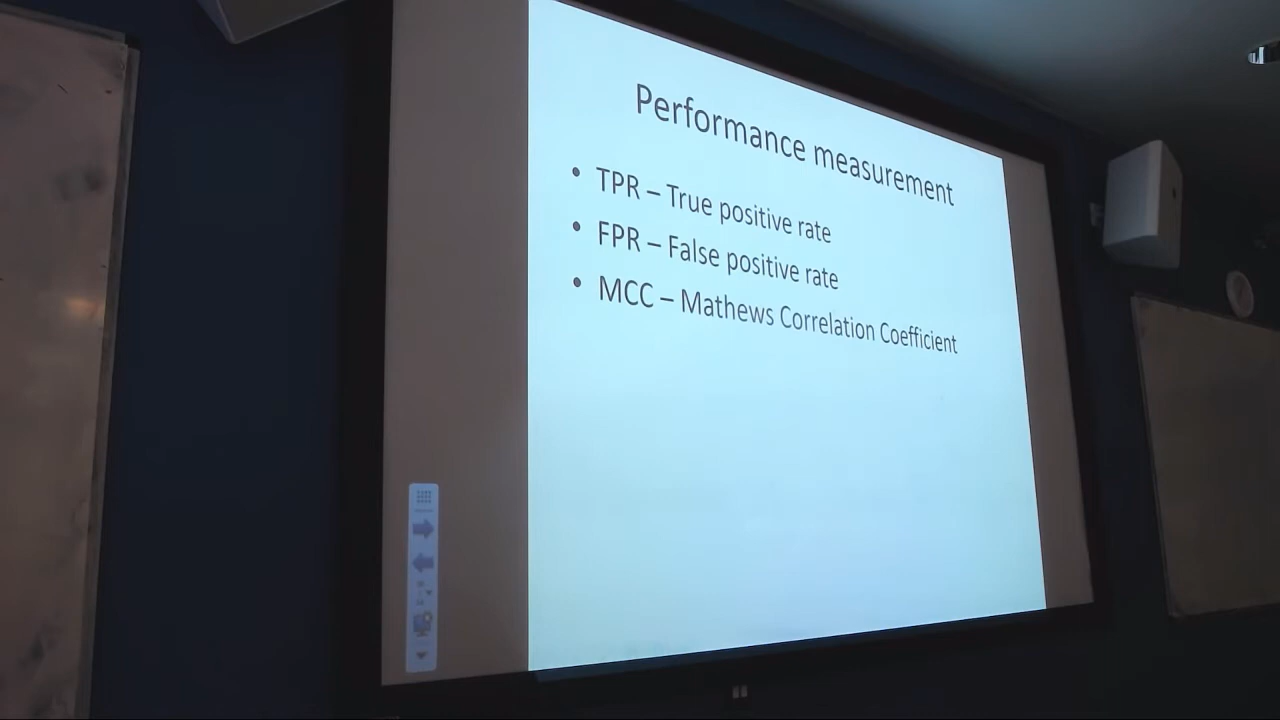 Performance measurement
• TPR – True positive rate
• FPR – False positive rate
• MCC – Mathews Correlation Coefficient